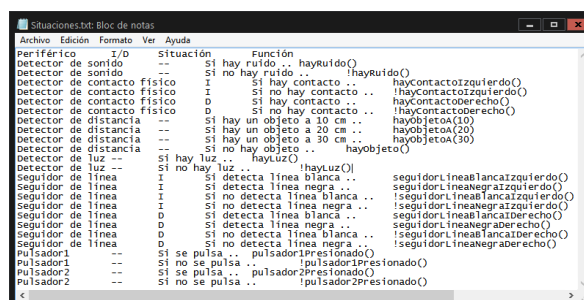 Situaciones.txt: Bloc de notas
Archivo Edición Formato Ver Ayuda
Periférico I/D Situación Función
Detector de sonido -- Si hay ruido .. hayRuido()
Detector de sonido -- Si no hay ruido .. !hayRuido()
Detector de contacto físico I Si hay contacto .. hayContactoIzquierdo()
Detector de contacto físico I Si no hay contacto .. !hayContactoIzquierdo()
Detector de contacto físico D Si hay contacto .. hayContactoDerecho()
Detector de contacto físico D Si no hay contacto .. !hayContactoDerecho()
Detector de distancia -- Si hay un objeto a 10 cm .. hayObjetoA(10)
Detector de distancia -- Si hay un objeto a 20 cm .. hayObjetoA(20)
Detector de distancia -- Si hay un objeto a 30 cm .. hayObjetoA(30)
Detector de distancia -- Si no hay objeto .. hayObjeto()
Detector de luz -- Si hay luz .. hayLuz()
Detector de luz -- Si no hay luz .. !hayLuz()
Seguidor de línea I Si detecta línea blanca .. seguidorLineaBlancaIzquierdo()
Seguidor de línea I Si detecta línea negra .. seguidorLineaNegraIzquierdo()
Seguidor de línea I Si no detecta línea blanca .. !seguidorLineaBlancaIzquierdo()
Seguidor de línea I Si no detecta línea negra .. !seguidorLineaNegraIzquierdo()
Seguidor de línea D Si detecta línea blanca .. seguidorLineaBlancaIDerecho()
Seguidor de línea D Si detecta línea negra .. seguidorLineaNegraDerecho()
Seguidor de línea D Si no detecta línea blanca .. !seguidorLineaBlancaIDerecho()
Seguidor de línea D Si no detecta línea negra .. !seguidorLineaNegraDerecho()
Pulsador1 -- Si se pulsa .. pulsador1Presionado()
Pulsador1 -- Si no se pulsa .. !pulsador1Presionado()
Pulsador2 -- Si se pulsa .. pulsador2Presionado()
Pulsador2 -- Si no se pulsa .. !pulsador2Presionado()